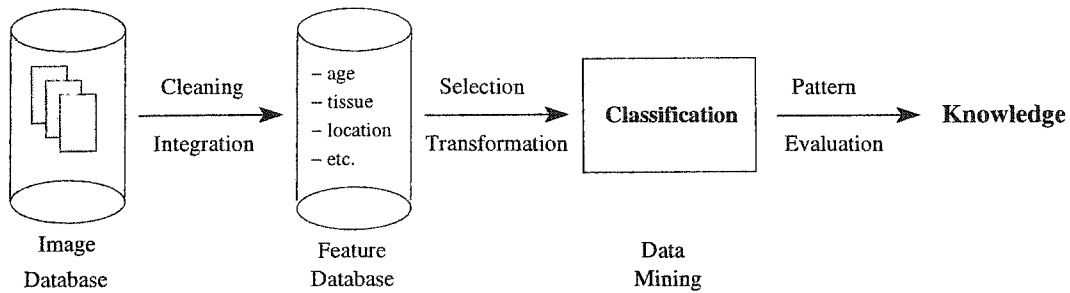 Cleaning
Integration
– age
– tissue
– location
– etc.
Selection
Transformation
Classification
Pattern
Evaluation
Knowledge
Image
Database
Feature
Database
Data
Mining